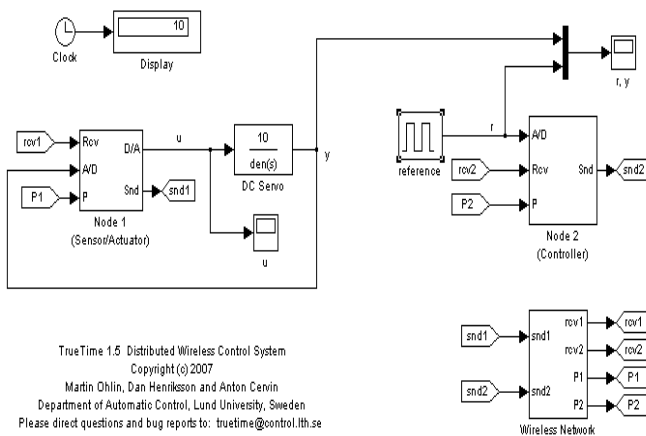 10
Clock
Display
rcv1
Rcv
D/A
A/D
P1
P
Snd
snd1
Node 1
(Sensor/Actuator)
u
10
den(s)
DC Servo
y
u
r, y
reference
r
A/D
rcv2
Rcv
Snd
snd2
P2
P
Node 2
(Controller)
snd1
snd1
rcv1
rcv1
rcv2
rcv2
P1
P1
snd2
snd2
P2
P2
Wireless Network
TrueTime 1.5 Distributed Wireless Control System
Copyright (c) 2007
Martin Ohlin, Dan Henriksson and Anton Cervin
Department of Automatic Control, Lund University, Sweden
Please direct questions and bug reports to: truetime@control.lth.se